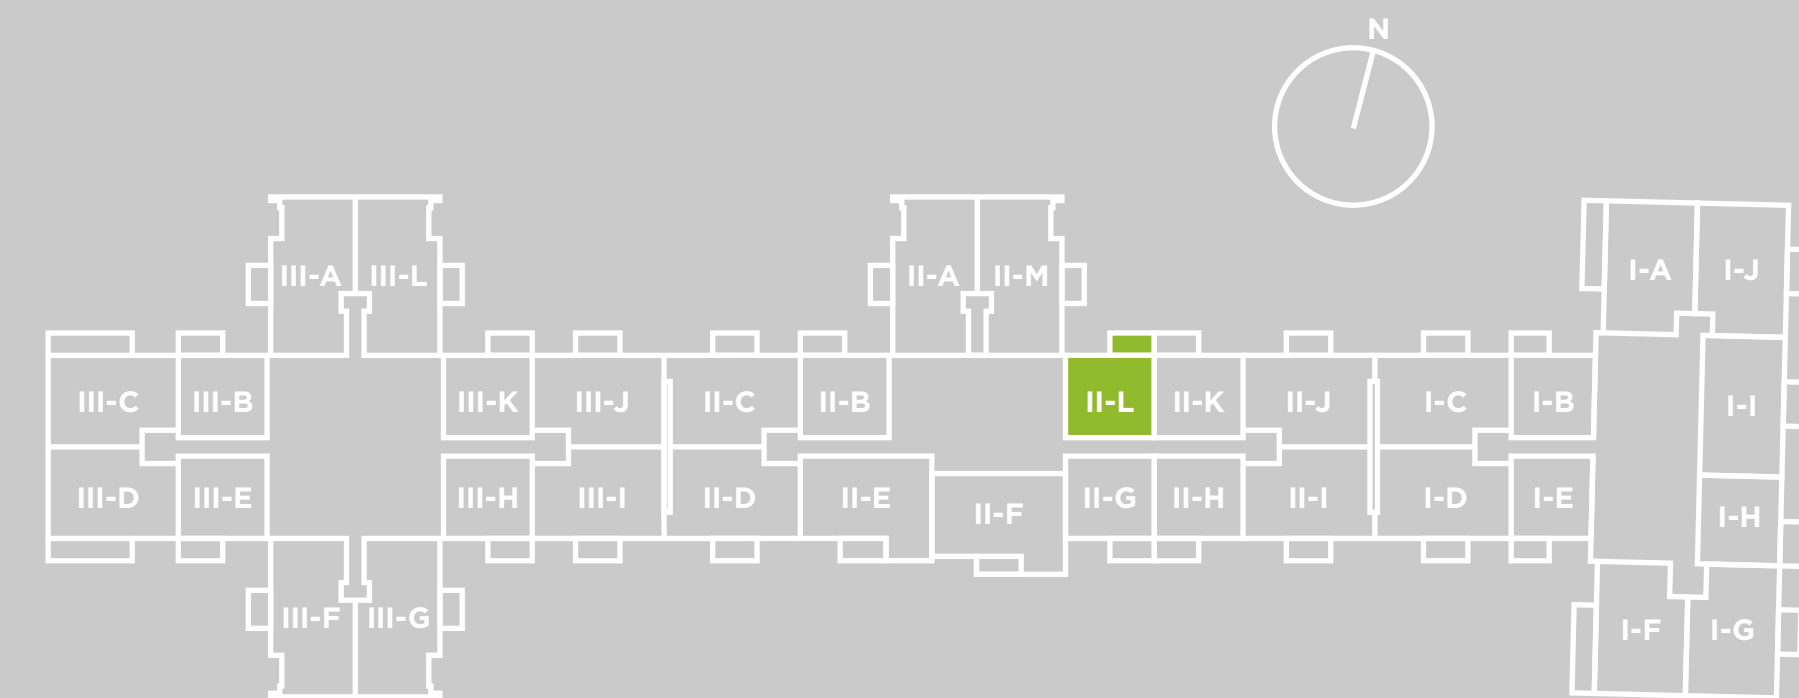 N
III-A III-L II-A II-M I-A I-J
III-C III-B III-K III-J II-C II-B II-L II-K II-J I-C I-B I-I
III-D III-E III-H III-I II-D II-E II-F II-G II-H II-I I-D I-E I-H
III-F III-G I-F I-G